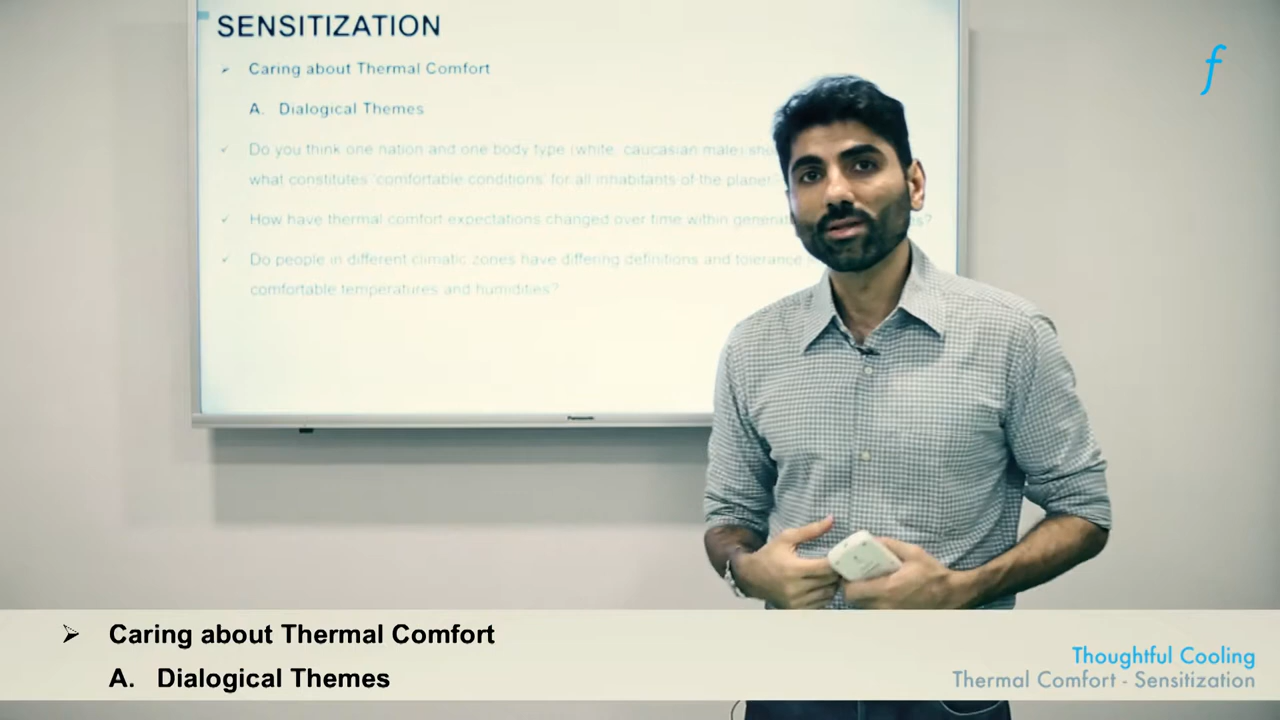 SENSITIZATION
➢ Caring about Thermal Comfort
A. Dialogical Themes
✓ Do you think one nation and one body type (white, caucasian male)
what constitutes 'comfortable conditions' for all inhabitants of the planet?
✓ How have thermal comfort expectations changed over time within
✓ Do people in different climatic zones have differing definitions and tolerance
comfortable temperatures and humidities?
Panasonic
f
➢ Caring about Thermal Comfort
A. Dialogical Themes
Thoughtful Cooling
Thermal Comfort - Sensitization